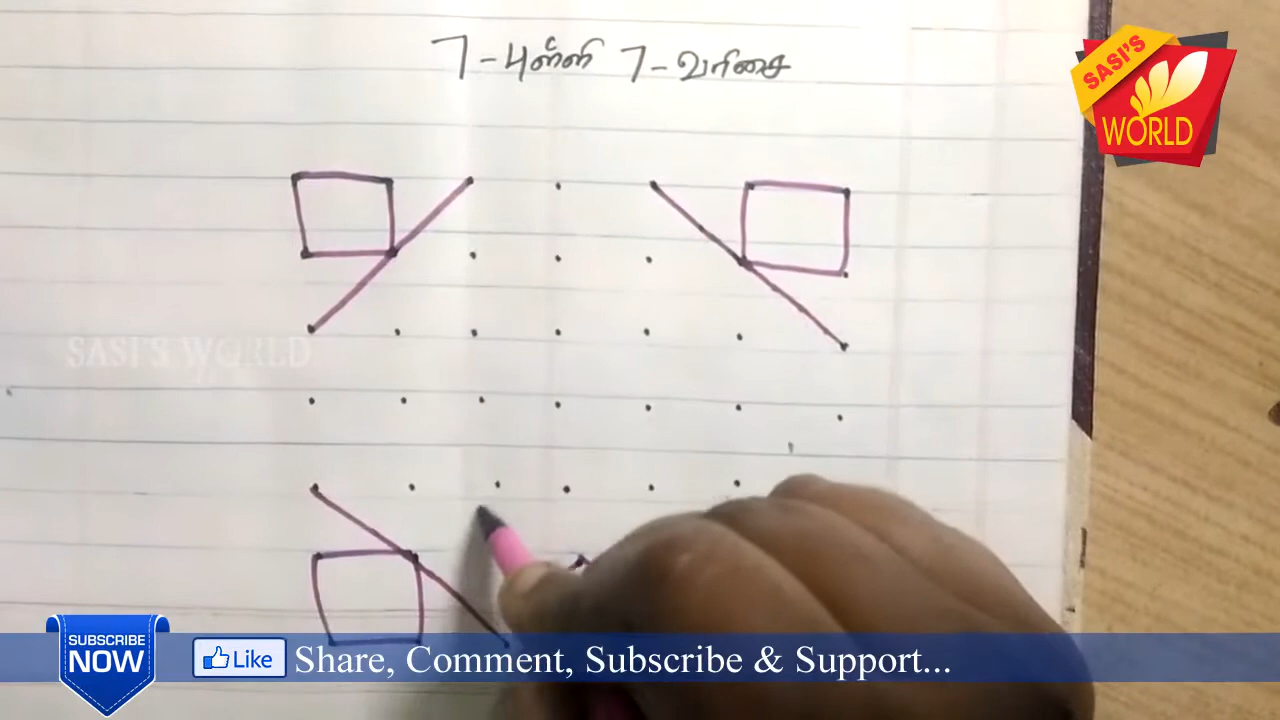 7-புள்ளி 7-வரிசை
SASI'S
WORLD
SASI'S WORLD
SUBSCRIBE
NOW
Like
Share, Comment, Subscribe & Support...